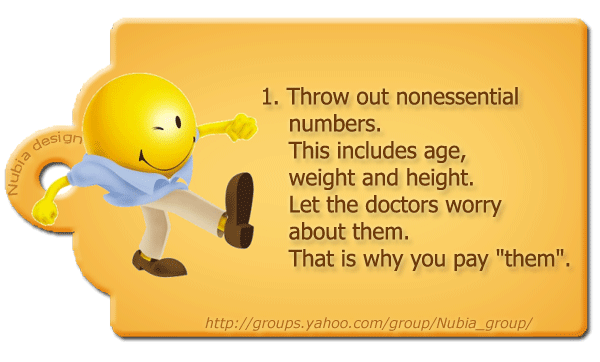 Nubia design
1. Throw out nonessential
numbers.
This includes age,
weight and height.
Let the doctors worry
about them.
That is why you pay "them".
http://groups.yahoo.com/group/Nubia_group/